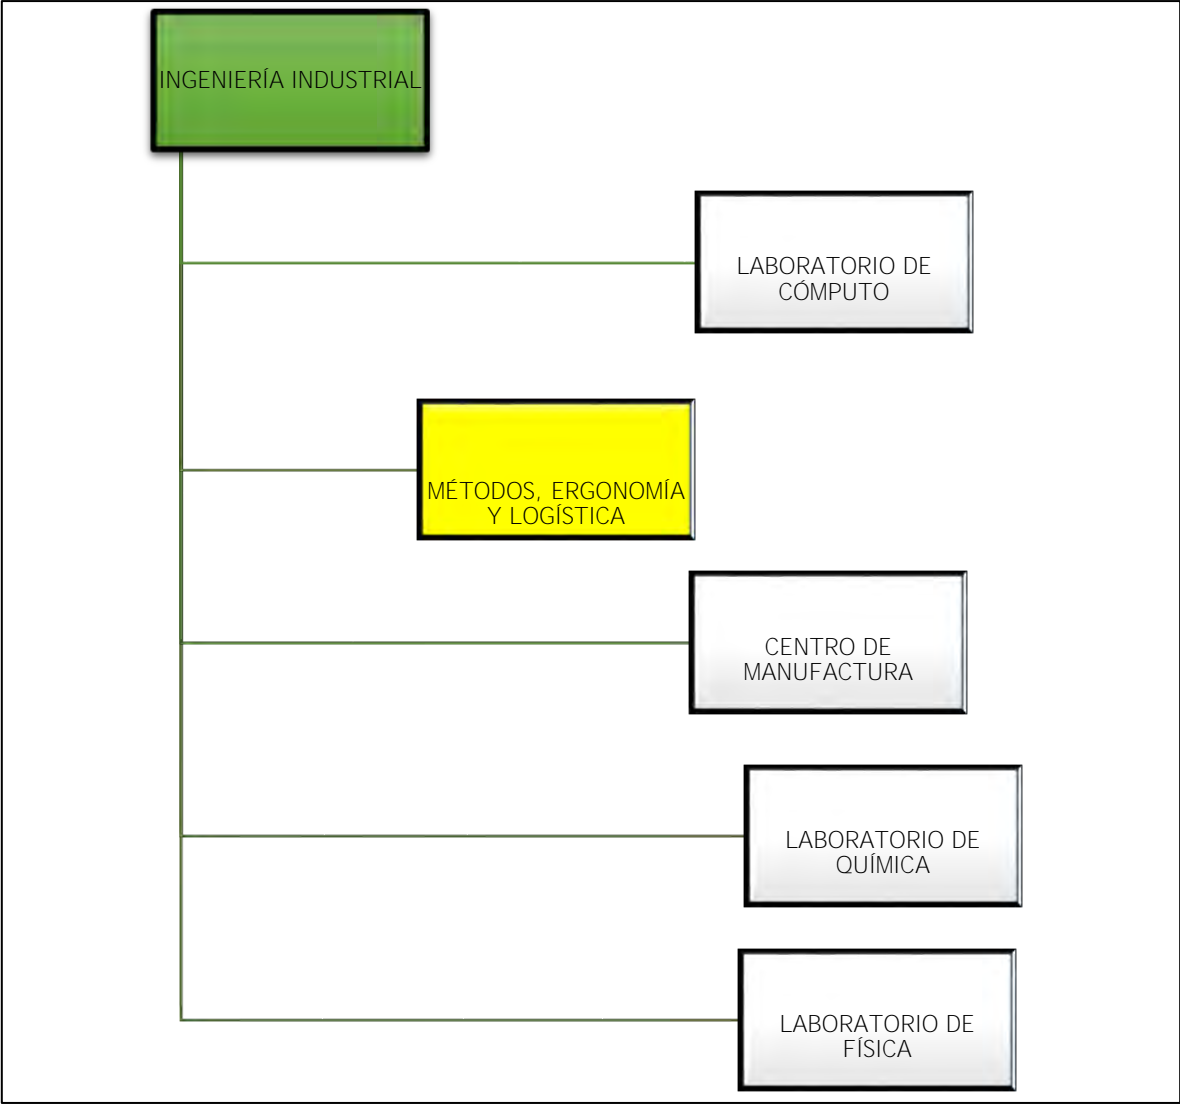 INGENIERÍA INDUSTRIAL
LABORATORIO DE
CÓMPUTO
MÉTODOS, ERGONOMÍA
Y LOGÍSTICA
CENTRO DE
MANUFACTURA
LABORATORIO DE
QUÍMICA
LABORATORIO DE
FÍSICA